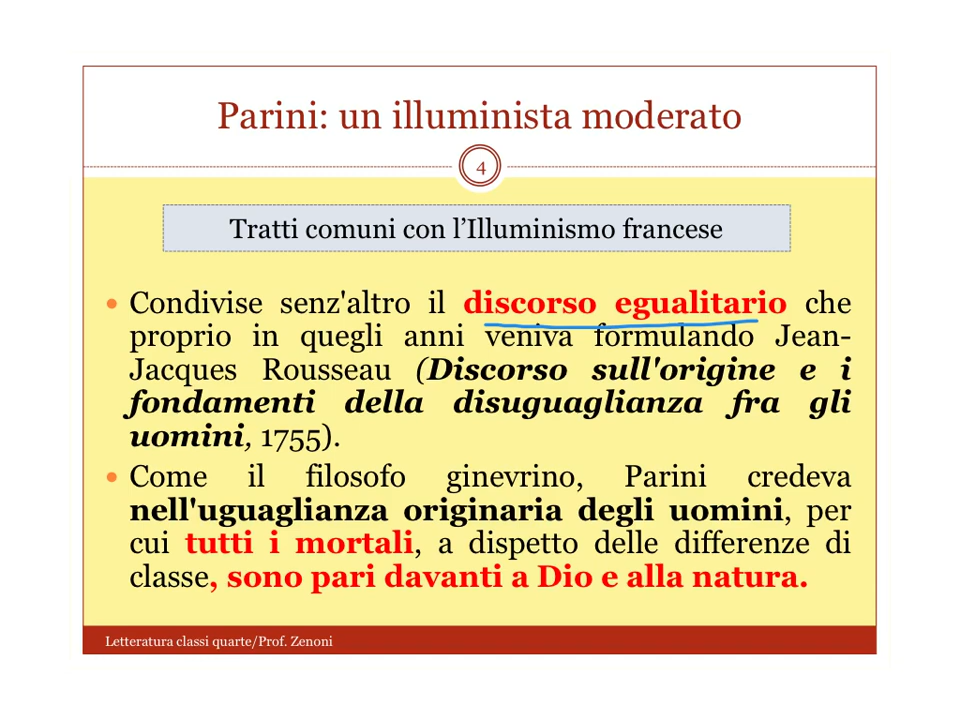 Parini: un illuminista moderato
4
Tratti comuni con l’Illuminismo francese
• Condivise senz'altro il discorso egualitario che
proprio in quegli anni veniva formulando Jean-
Jacques Rousseau (Discorso sull'origine e i
fondamenti della disuguaglianza fra gli
uomini, 1755).
• Come il filosofo ginevrino, Parini credeva
nell'uguaglianza originaria degli uomini, per
cui tutti i mortali, a dispetto delle differenze di
classe, sono pari davanti a Dio e alla natura.
Letteratura classi quarte/Prof. Zenoni